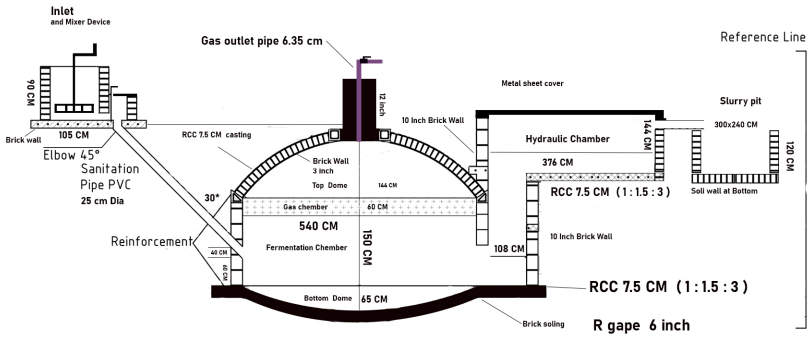 Inlet
and Mixer Device
Gas outlet pipe 6.35 cm
Reference Line
90 CM
12 inch
Metal sheet cover
Slurry pit
10 Inch Brick Wall
144 CM
300x240 CM
Brick wall
105 CM
RCC 7.5 CM casting
Hydraulic Chamber
120 CM
Elbow 45°
Sanitation
Pipe PVC
25 cm Dia
Brick Wall
3 inch
376 CM
Top Dome
144 CM
RCC 7.5 CM (1:1.5:3)
Soli wall at Bottom
30*
Gas chember
60 CM
540 CM
Reinforcement
Fermentation Chember
150 CM
108 CM
10 Inch Brick Wall
40 CM
60 CM
RCC 7.5 CM (1:1.5:3)
Bottom Dome
65 CM
Brick soling
R gape 6 inch